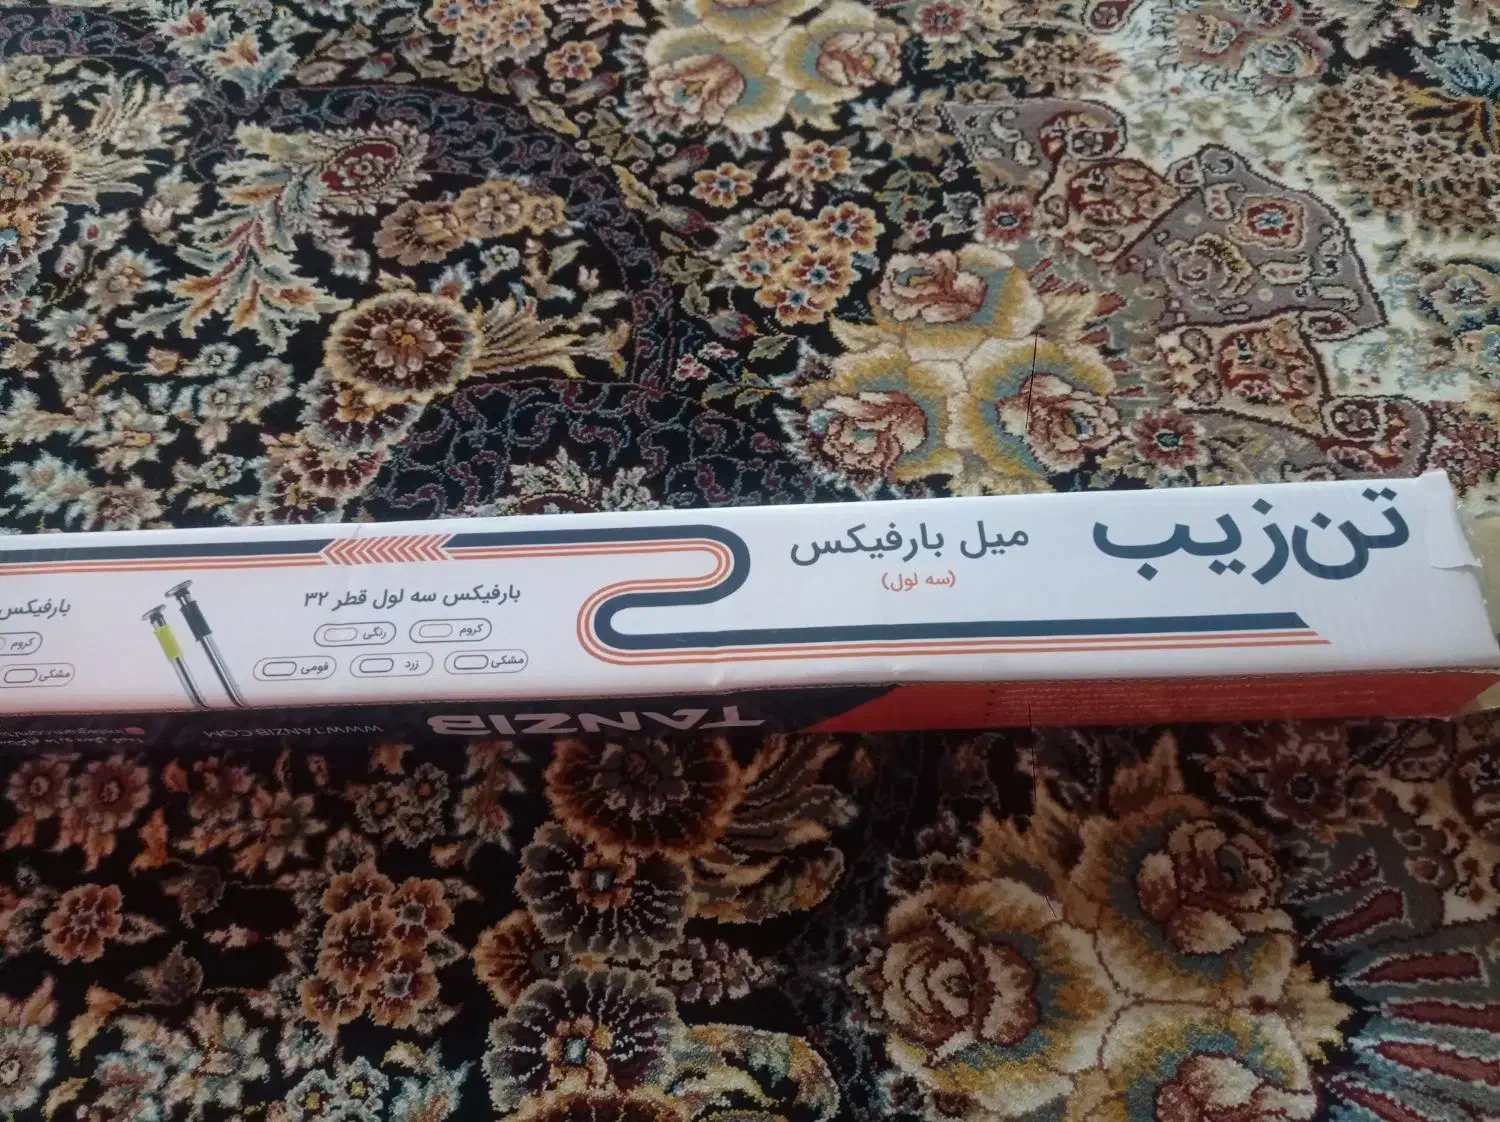 تن‌زیب
میل بارفیکس
(سه لول)
بارفیکس سه لول قطر ۳۲
کروم
رنگی
مشکی
زرد
فومی
بارفیکس
کروم
مشکی
TANZIB
WWW.TANZIB.COM